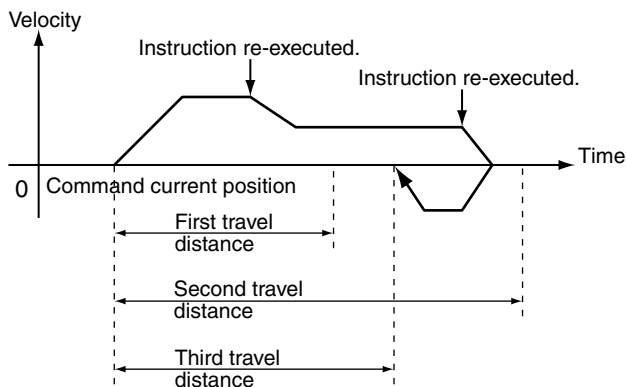 Velocity
Instruction re-executed.
Instruction re-executed.
Time
0
Command current position
First travel
distance
Second travel
distance
Third travel
distance